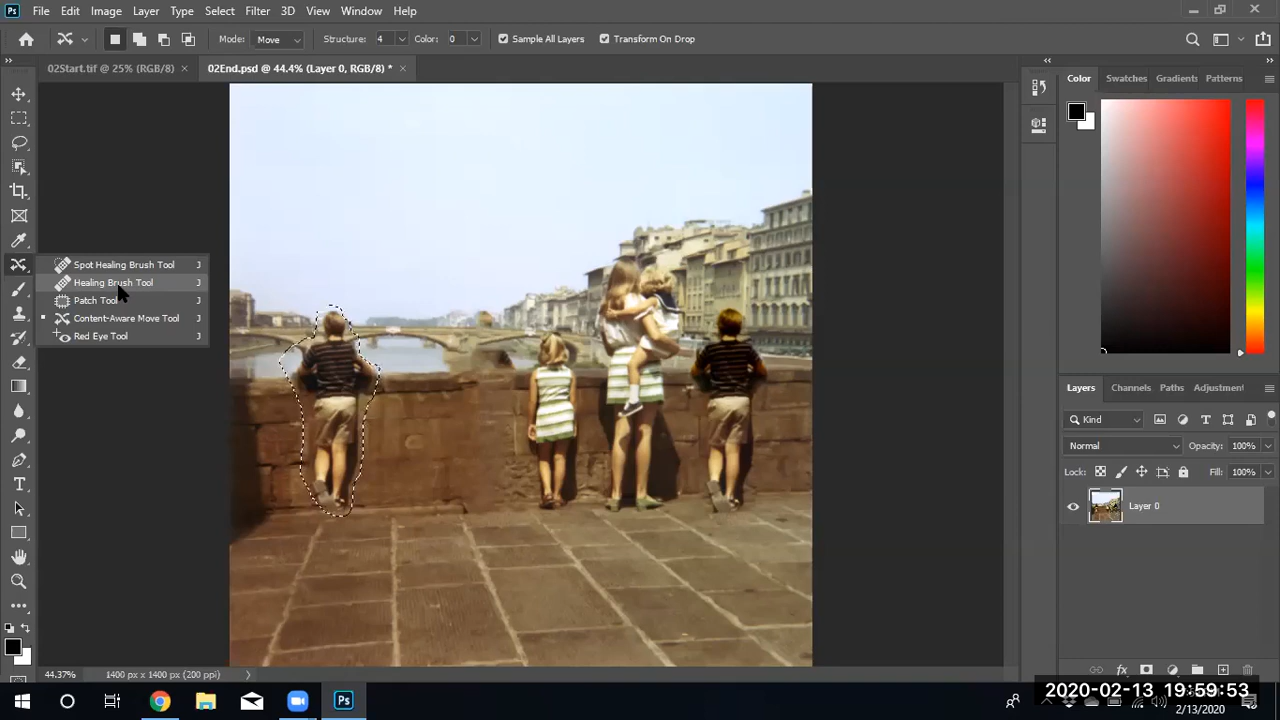 Ps File Edit Image Layer Type Select Filter 3D View Window Help
Mode: Move Structure: 4 Color: 0 Sample All Layers Transform On Drop
02Start.tif @ 25% (RGB/8) × 02End.psd @ 44.4% (Layer 0, RGB/8) * ×
Color Swatches Gradients Patterns
Spot Healing Brush Tool J
Healing Brush Tool J
Patch Tool J
Content-Aware Move Tool J
Red Eye Tool J
Layers Channels Paths Adjustment
Kind
Normal Opacity: 100%
Lock: Fill: 100%
Layer 0
44.37% 1400 px x 1400 px (200 ppi)
2020-02-13 19:59:53
Ps 2/13/2020